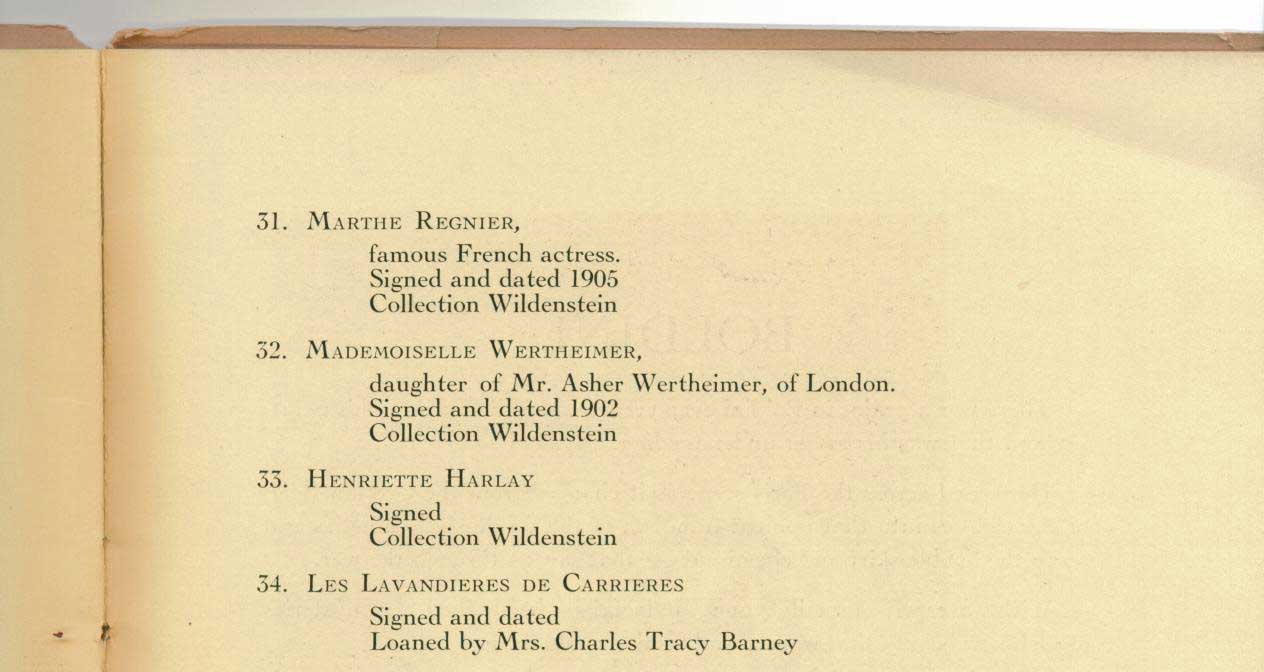 31. MARTHE REGNIER,
famous French actress.
Signed and dated 1905
Collection Wildenstein
32. MADEMOISELLE WERTHEIMER,
daughter of Mr. Asher Wertheimer, of London.
Signed and dated 1902
Collection Wildenstein
33. HENRIETTE HARLAY
Signed
Collection Wildenstein
34. LES LAVANDIERES DE CARRIERES
Signed and dated
Loaned by Mrs. Charles Tracy Barney